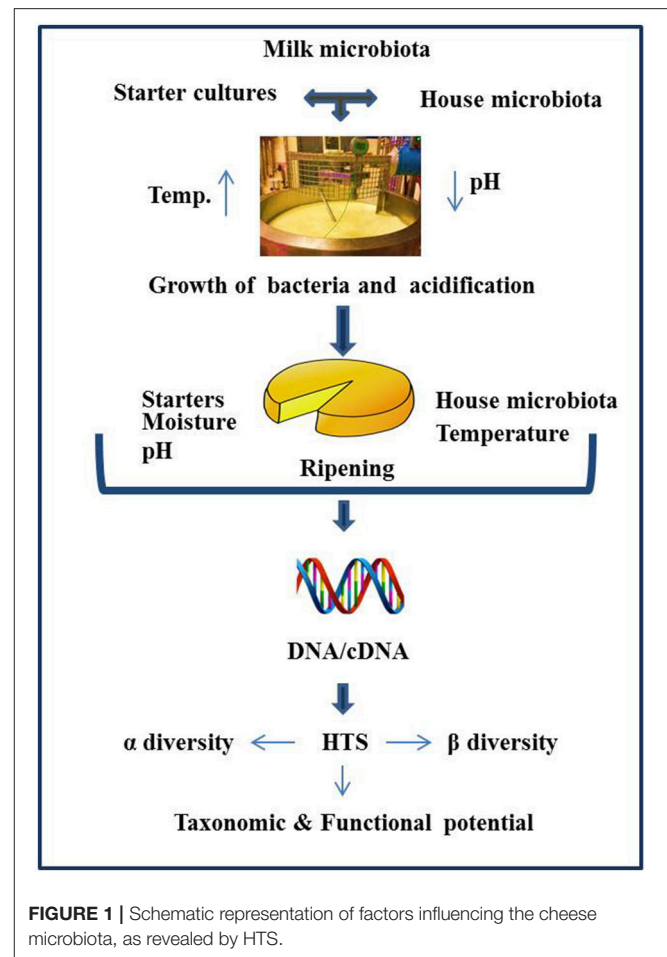 Milk microbiota
Starter cultures
House microbiota
Temp.
pH
Growth of bacteria and acidification
Starters
Moisture
pH
House microbiota
Temperature
Ripening
DNA/cDNA
α diversity
HTS
β diversity
Taxonomic & Functional potential
FIGURE 1 | Schematic representation of factors influencing the cheese
microbiota, as revealed by HTS.